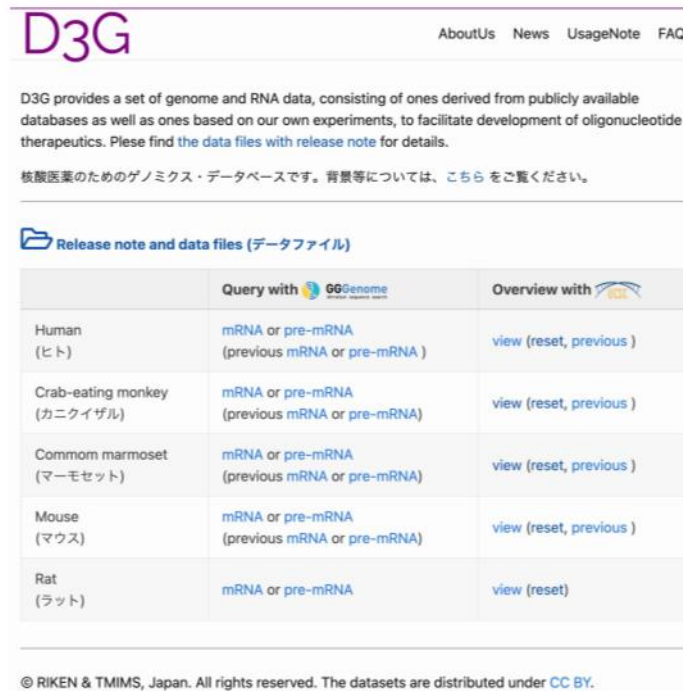 D3G
AboutUs News UsageNote FAQ
D3G provides a set of genome and RNA data, consisting of ones derived from publicly available
databases as well as ones based on our own experiments, to facilitate development of oligonucleotide
therapeutics. Plese find the data files with release note for details.
核酸医薬のためのゲノミクス・データベースです。背景等については、こちら をご覧ください。
Release note and data files (データファイル)
Query with GGGenome Overview with
Human mRNA or pre-mRNA view (reset, previous )
(ヒト) (previous mRNA or pre-mRNA )
Crab-eating monkey mRNA or pre-mRNA view (reset, previous )
(カニクイザル) (previous mRNA or pre-mRNA)
Commom marmoset mRNA or pre-mRNA view (reset, previous )
(マーモセット) (previous mRNA or pre-mRNA)
Mouse mRNA or pre-mRNA view (reset, previous )
(マウス) (previous mRNA or pre-mRNA)
Rat mRNA or pre-mRNA view (reset)
(ラット)
© RIKEN & TMIMS, Japan. All rights reserved. The datasets are distributed under CC BY.